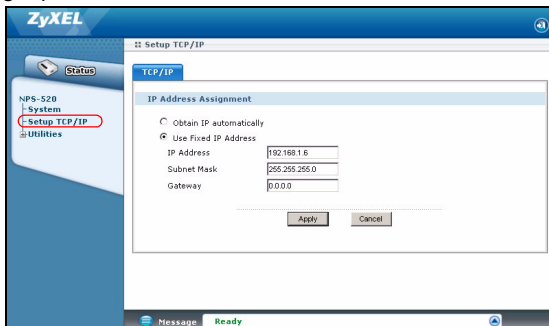 ZyXEL
Setup TCP/IP
Status
TCP/IP
NPS-520
System
Setup TCP/IP
Utilities
IP Address Assignment
Obtain IP automatically
Use Fixed IP Address
IP Address 192.168.1.6
Subnet Mask 255.255.255.0
Gateway 0.0.0.0
Apply Cancel
Message Ready